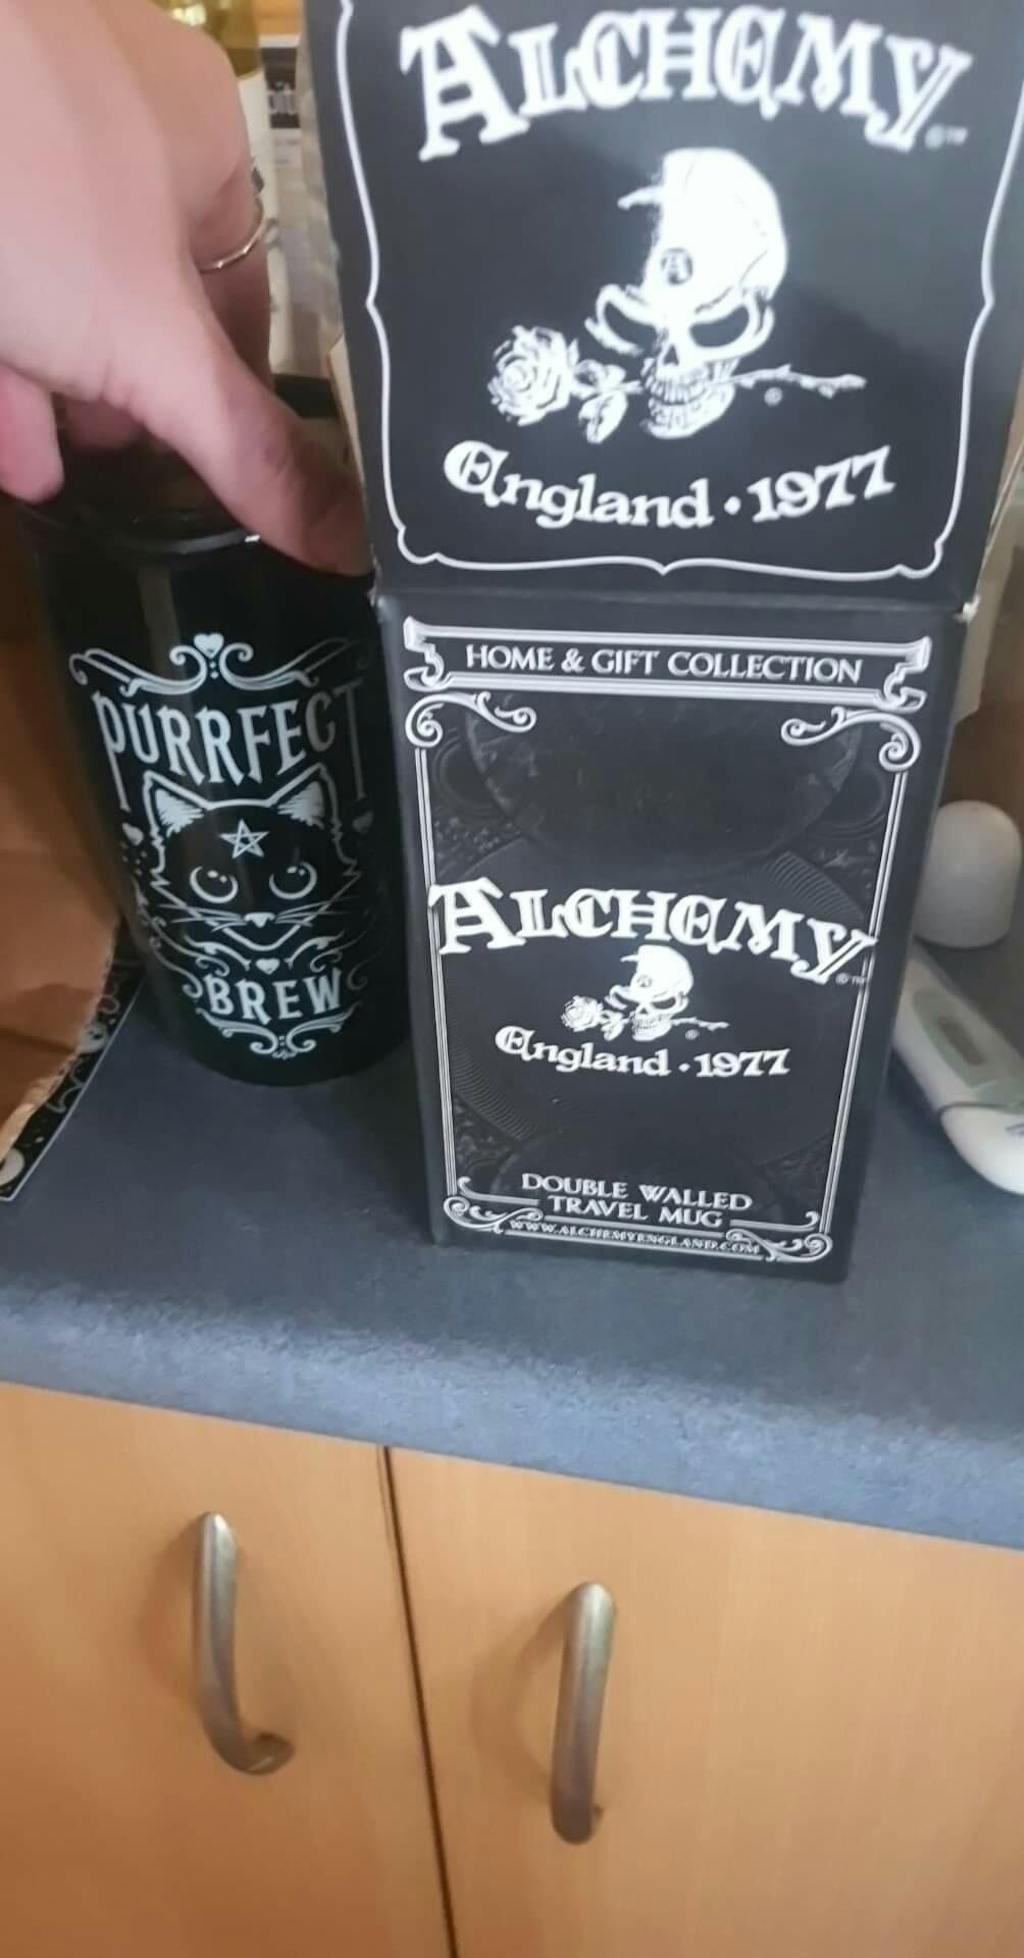 ALCHEMY
England · 1977
HOME & GIFT COLLECTION
ALCHEMY
England · 1977
DOUBLE WALLED
TRAVEL MUG
WWW.ALCHEMYENGLAND.COM
PURRFECT
BREW